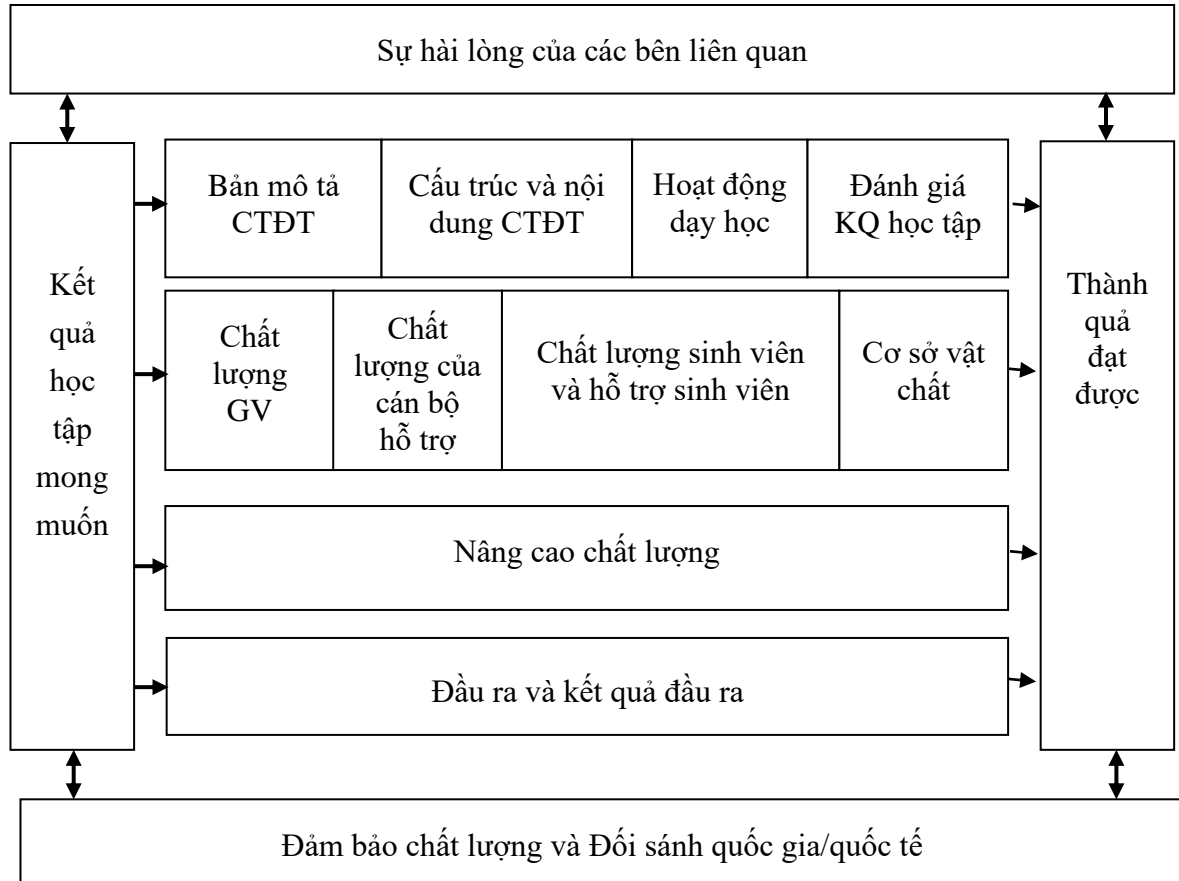 Sự hài lòng của các bên liên quan
Kết
quả
học
tập
mong
muốn
Bản mô tả
CTĐT
Cấu trúc và nội
dung CTĐT
Hoạt động
dạy học
Đánh giá
KQ học tập
Chất
lượng
GV
Chất
lượng của
cán bộ
hỗ trợ
Chất lượng sinh viên
và hỗ trợ sinh viên
Cơ sở vật
chất
Nâng cao chất lượng
Đầu ra và kết quả đầu ra
Thành
quả
đạt
được
Đảm bảo chất lượng và Đối sánh quốc gia/quốc tế